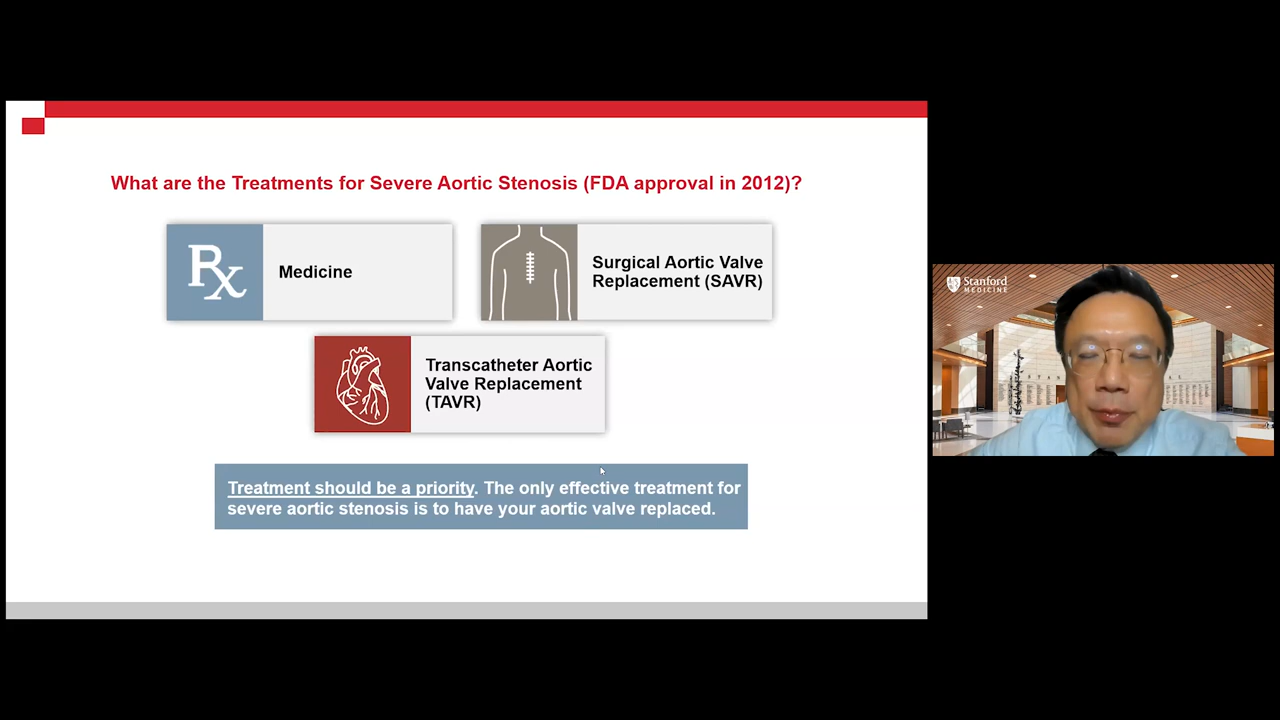 What are the Treatments for Severe Aortic Stenosis (FDA approval in 2012)?
Rx
Medicine
Surgical Aortic Valve
Replacement (SAVR)
Transcatheter Aortic
Valve Replacement
(TAVR)
Treatment should be a priority. The only effective treatment for
severe aortic stenosis is to have your aortic valve replaced.
Stanford
MEDICINE